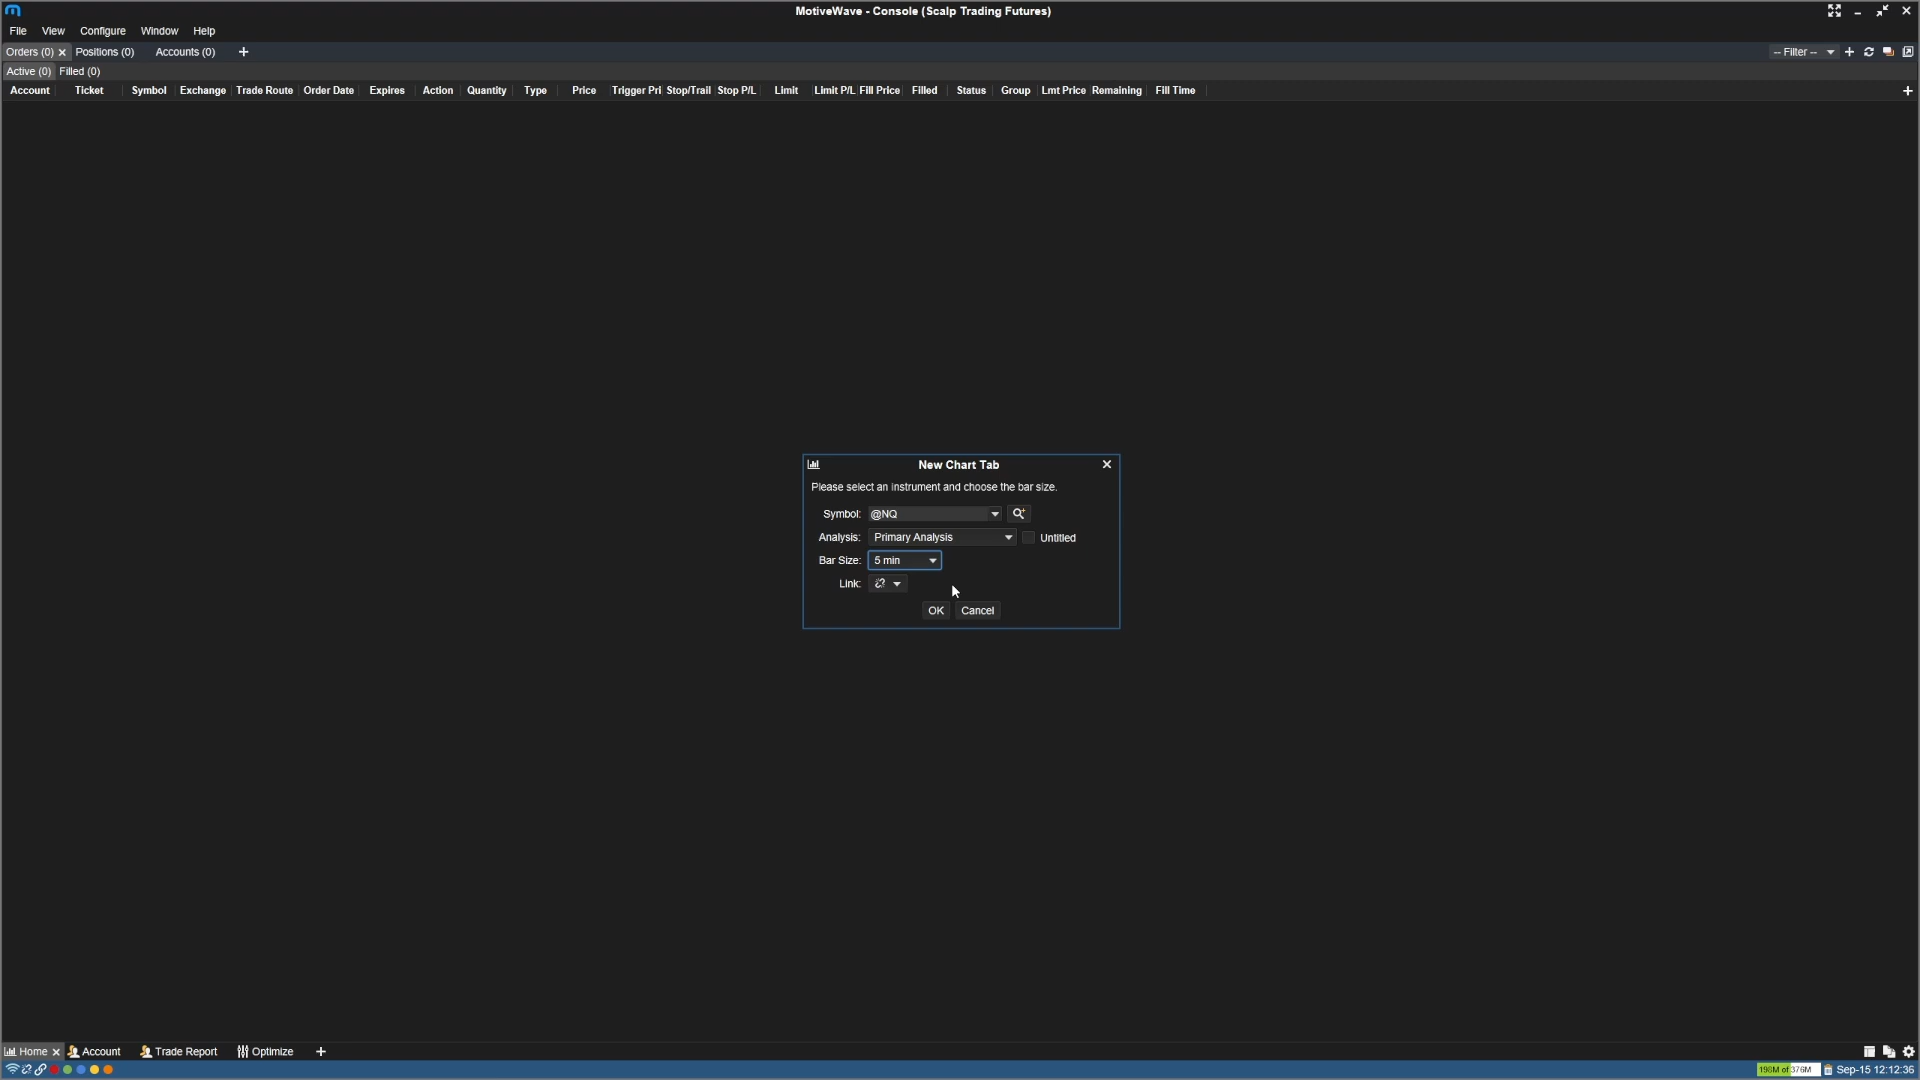 MotiveWave - Console (Scalp Trading Futures)
File View Configure Window Help
Orders (0) Positions (0) Accounts (0) -- Filter --
Active (0) Filled (0)
Account Ticket Symbol Exchange Trade Route Order Date Expires Action Quantity Type Price Trigger Pri Stop/Trail Stop P/L Limit Limit P/L Fill Price Filled Status Group Lmt Price Remaining Fill Time
New Chart Tab
Please select an instrument and choose the bar size.
Symbol: @NQ
Analysis: Primary Analysis Untitled
Bar Size: 5 min
Link:
OK Cancel
Home Account Trade Report Optimize
198M of 376M Sep-15 12:12:36